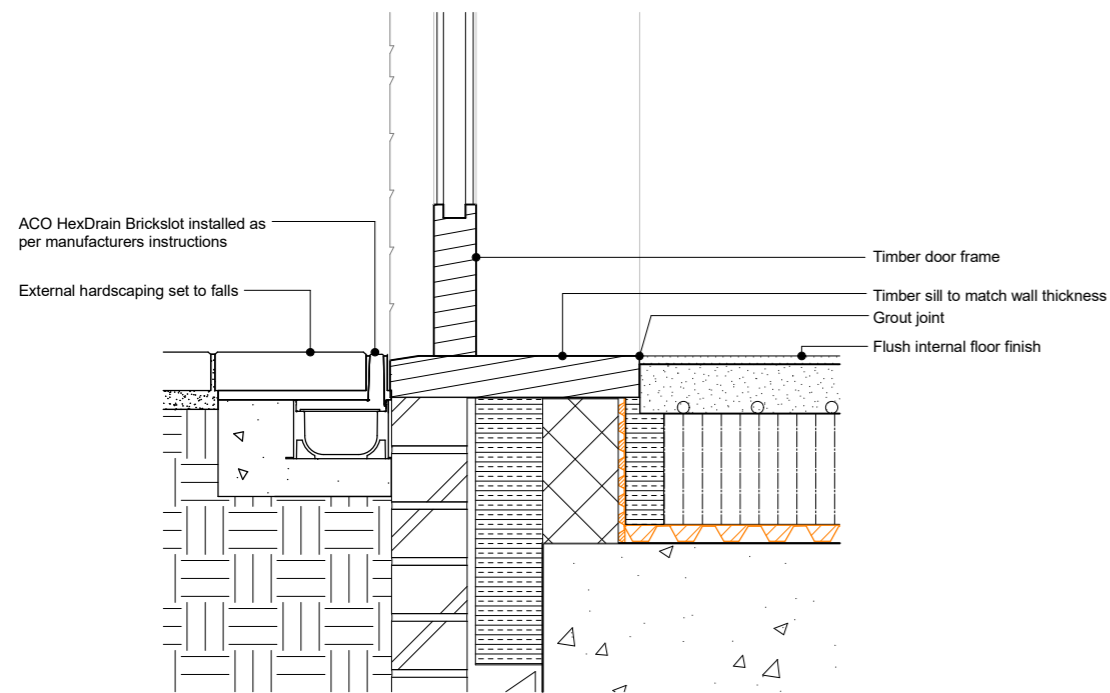 ACO HexDrain Brickslot installed as
per manufacturers instructions
External hardscaping set to falls
Timber door frame
Timber sill to match wall thickness
Grout joint
Flush internal floor finish